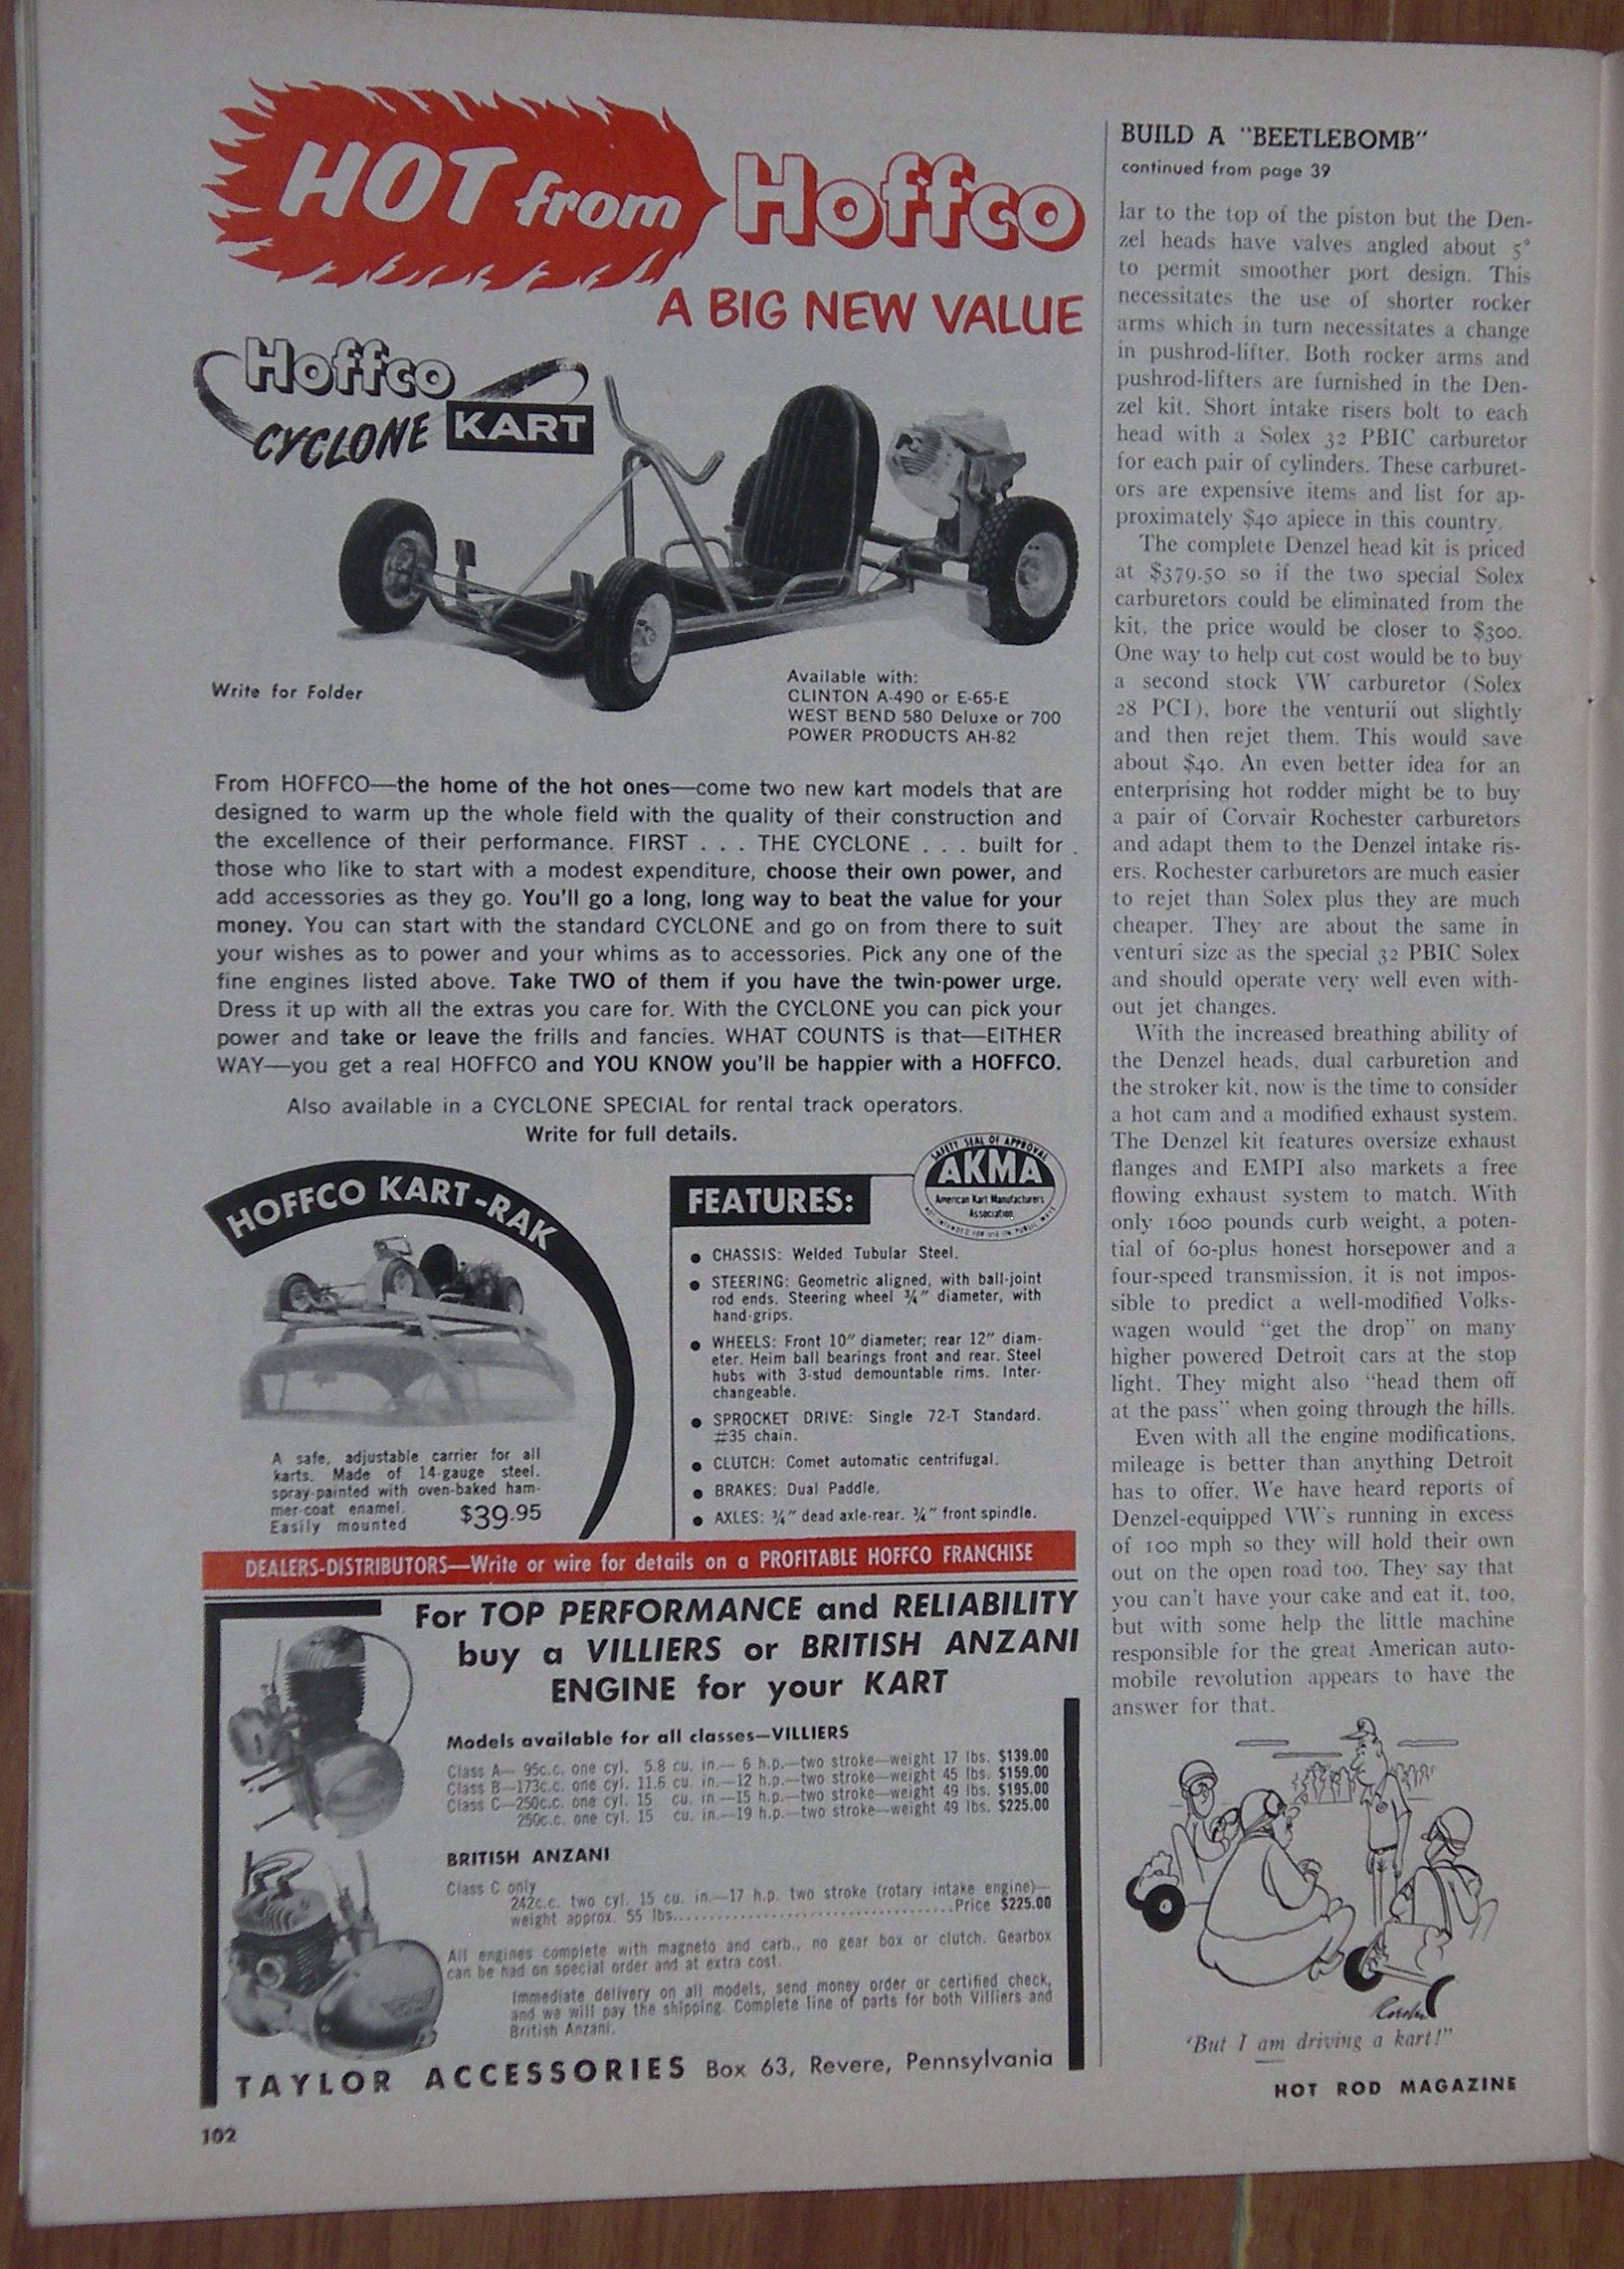 HOT from Hoffco
A BIG NEW VALUE
Hoffco
CYCLONE KART
Write for Folder
Available with:
CLINTON A-490 or E-65-E
WEST BEND 580 Deluxe or 700
POWER PRODUCTS AH-82
From HOFFCO—the home of the hot ones—come two new kart models that are
designed to warm up the whole field with the quality of their construction and
the excellence of their performance. FIRST . . . THE CYCLONE . . . built for
those who like to start with a modest expenditure, choose their own power, and
add accessories as they go. You'll go a long, long way to beat the value for your
money. You can start with the standard CYCLONE and go on from there to suit
your wishes as to power and your whims as to accessories. Pick any one of the
fine engines listed above. Take TWO of them if you have the twin-power urge.
Dress it up with all the extras you care for. With the CYCLONE you can pick your
power and take or leave the frills and fancies. WHAT COUNTS is that—EITHER
WAY—you get a real HOFFCO and YOU KNOW you'll be happier with a HOFFCO.
Also available in a CYCLONE SPECIAL for rental track operators.
Write for full details.
HOFFCO KART-RAK
A safe, adjustable carrier for all
karts. Made of 14-gauge steel.
spray-painted with oven-baked ham-
mer-coat enamel.
Easily mounted $39.95
SAFETY SEAL OF APPROVAL
AKMA
American Kart Manufacturers
Association
NOT INTENDED FOR USE ON PUBLIC WAYS
FEATURES:
● CHASSIS: Welded Tubular Steel.
● STEERING: Geometric aligned, with ball-joint
rod ends. Steering wheel ¾" diameter, with
hand-grips.
● WHEELS: Front 10" diameter; rear 12" diam-
eter. Heim ball bearings front and rear. Steel
hubs with 3-stud demountable rims. Inter-
changeable.
● SPROCKET DRIVE: Single 72-T Standard.
#35 chain.
● CLUTCH: Comet automatic centrifugal.
● BRAKES: Dual Paddle.
● AXLES: ¾" dead axle-rear. ¾" front spindle.
DEALERS-DISTRIBUTORS—Write or wire for details on a PROFITABLE HOFFCO FRANCHISE
For TOP PERFORMANCE and RELIABILITY
buy a VILLIERS or BRITISH ANZANI
ENGINE for your KART
Models available for all classes—VILLIERS
Class A— 95c.c. one cyl. 5.8 cu. in.— 6 h.p.—two stroke—weight 17 lbs. $139.00
Class B—173c.c. one cyl. 11.6 cu. in.—12 h.p.—two stroke—weight 45 lbs. $159.00
Class C—250c.c. one cyl. 15 cu. in.—15 h.p.—two stroke—weight 49 lbs. $195.00
250c.c. one cyl. 15 cu. in.—19 h.p.—two stroke—weight 49 lbs. $225.00
BRITISH ANZANI
Class C only
242c.c. two cyl. 15 cu. in.—17 h.p. two stroke (rotary intake engine)—
weight approx. 55 lbs....................................Price $225.00
All engines complete with magneto and carb., no gear box or clutch. Gearbox
can be had on special order and at extra cost.
Immediate delivery on all models, send money order or certified check,
and we will pay the shipping. Complete line of parts for both Villiers and
British Anzani.
TAYLOR ACCESSORIES Box 63, Revere, Pennsylvania
102
BUILD A "BEETLEBOMB"
continued from page 39
lar to the top of the piston but the Den-
zel heads have valves angled about 5°
to permit smoother port design. This
necessitates the use of shorter rocker
arms which in turn necessitates a change
in pushrod-lifter. Both rocker arms and
pushrod-lifters are furnished in the Den-
zel kit. Short intake risers bolt to each
head with a Solex 32 PBIC carburetor
for each pair of cylinders. These carburet-
ors are expensive items and list for ap-
proximately $40 apiece in this country.
The complete Denzel head kit is priced
at $379.50 so if the two special Solex
carburetors could be eliminated from the
kit, the price would be closer to $300.
One way to help cut cost would be to buy
a second stock VW carburetor (Solex
28 PCI), bore the venturii out slightly
and then rejet them. This would save
about $40. An even better idea for an
enterprising hot rodder might be to buy
a pair of Corvair Rochester carburetors
and adapt them to the Denzel intake ris-
ers. Rochester carburetors are much easier
to rejet than Solex plus they are much
cheaper. They are about the same in
venturi size as the special 32 PBIC Solex
and should operate very well even with-
out jet changes.
With the increased breathing ability of
the Denzel heads, dual carburetion and
the stroker kit, now is the time to consider
a hot cam and a modified exhaust system.
The Denzel kit features oversize exhaust
flanges and EMPI also markets a free
flowing exhaust system to match. With
only 1600 pounds curb weight, a poten-
tial of 60-plus honest horsepower and a
four-speed transmission, it is not impos-
sible to predict a well-modified Volks-
wagen would "get the drop" on many
higher powered Detroit cars at the stop
light. They might also "head them off
at the pass" when going through the hills.
Even with all the engine modifications,
mileage is better than anything Detroit
has to offer. We have heard reports of
Denzel-equipped VW's running in excess
of 100 mph so they will hold their own
out on the open road too. They say that
you can't have your cake and eat it, too,
but with some help the little machine
responsible for the great American auto-
mobile revolution appears to have the
answer for that.
'But I am driving a kart!"
HOT ROD MAGAZINE